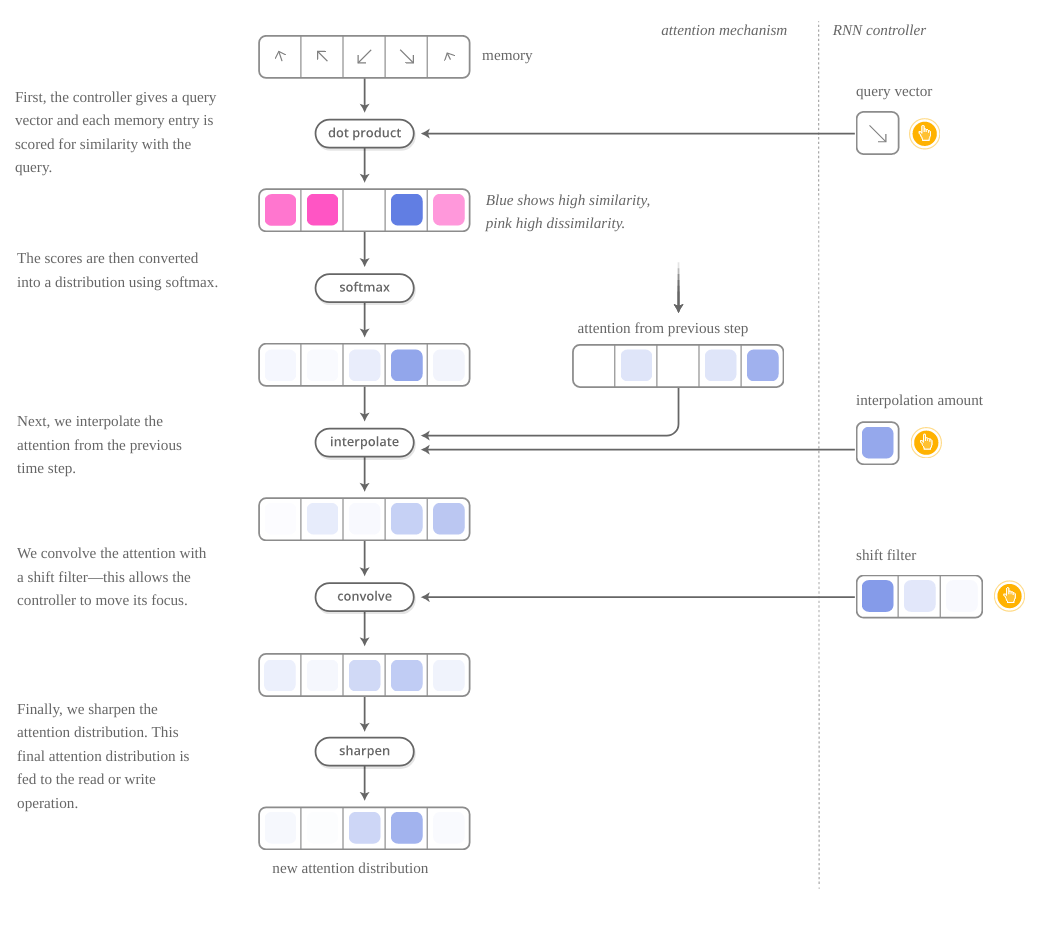 attention mechanism
RNN controller
memory
query vector
First, the controller gives a query
vector and each memory entry is
scored for similarity with the
query.
dot product
Blue shows high similarity,
pink high dissimilarity.
The scores are then converted
into a distribution using softmax.
softmax
attention from previous step
interpolation amount
Next, we interpolate the
attention from the previous
time step.
interpolate
We convolve the attention with
a shift filter—this allows the
controller to move its focus.
shift filter
convolve
Finally, we sharpen the
attention distribution. This
final attention distribution is
fed to the read or write
operation.
sharpen
new attention distribution